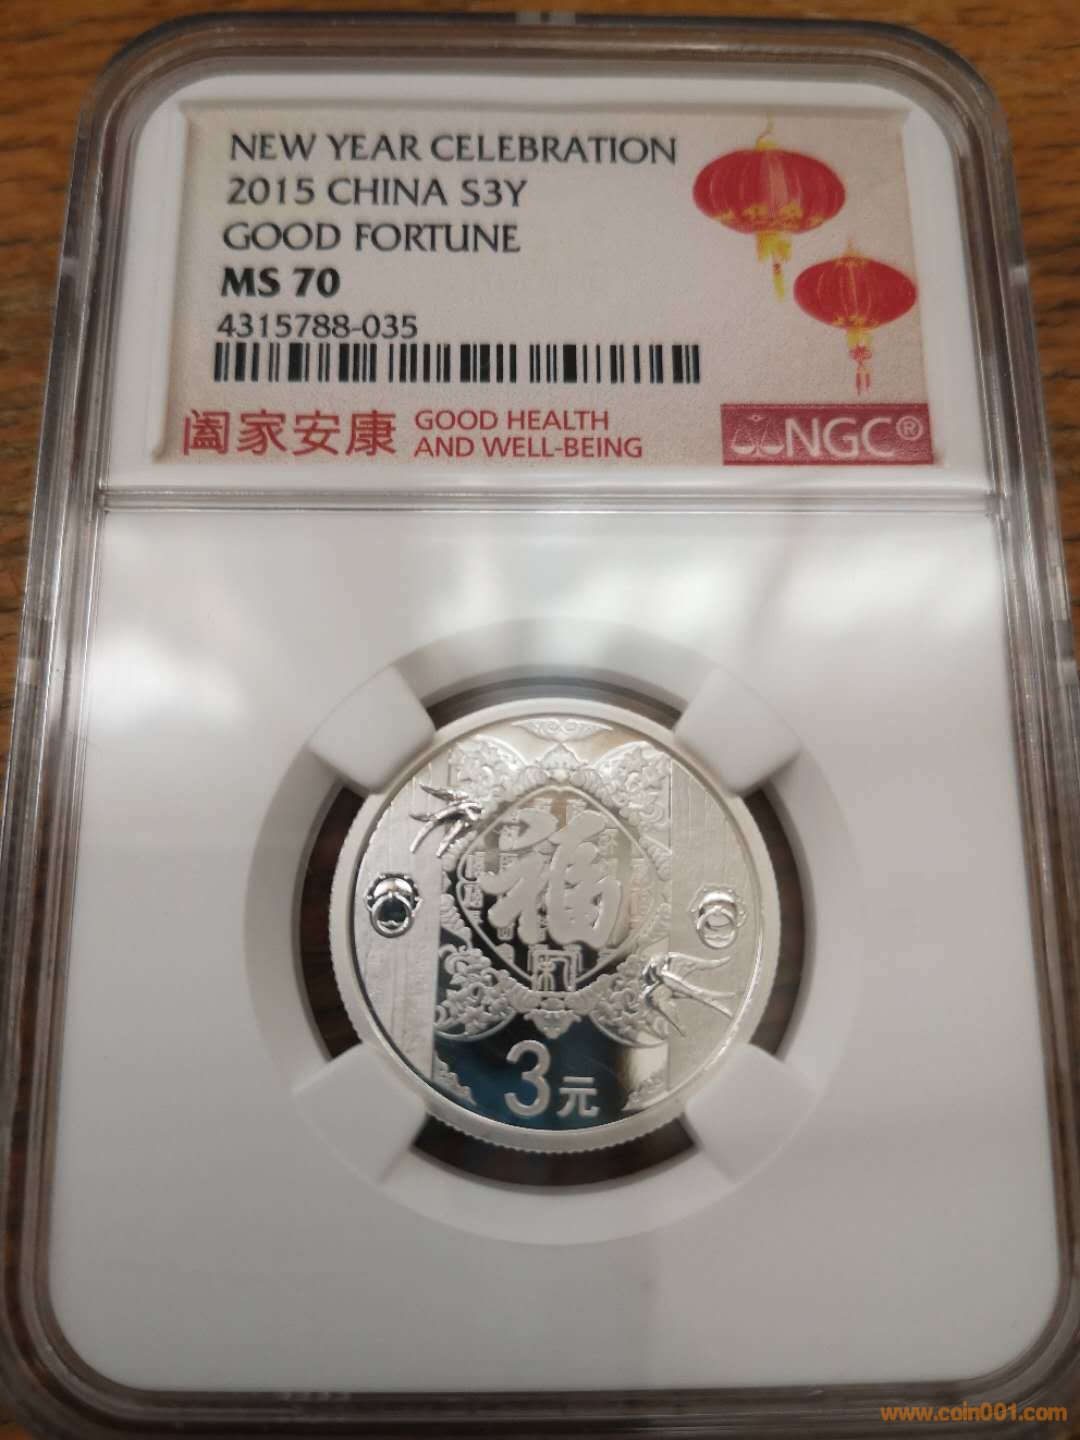 NEW YEAR CELEBRATION
2015 CHINA S3Y
GOOD FORTUNE
MS 70
4315788-035
阖家安康 GOOD HEALTH
AND WELL-BEING
NGC®
福
3元
www.coin001.com